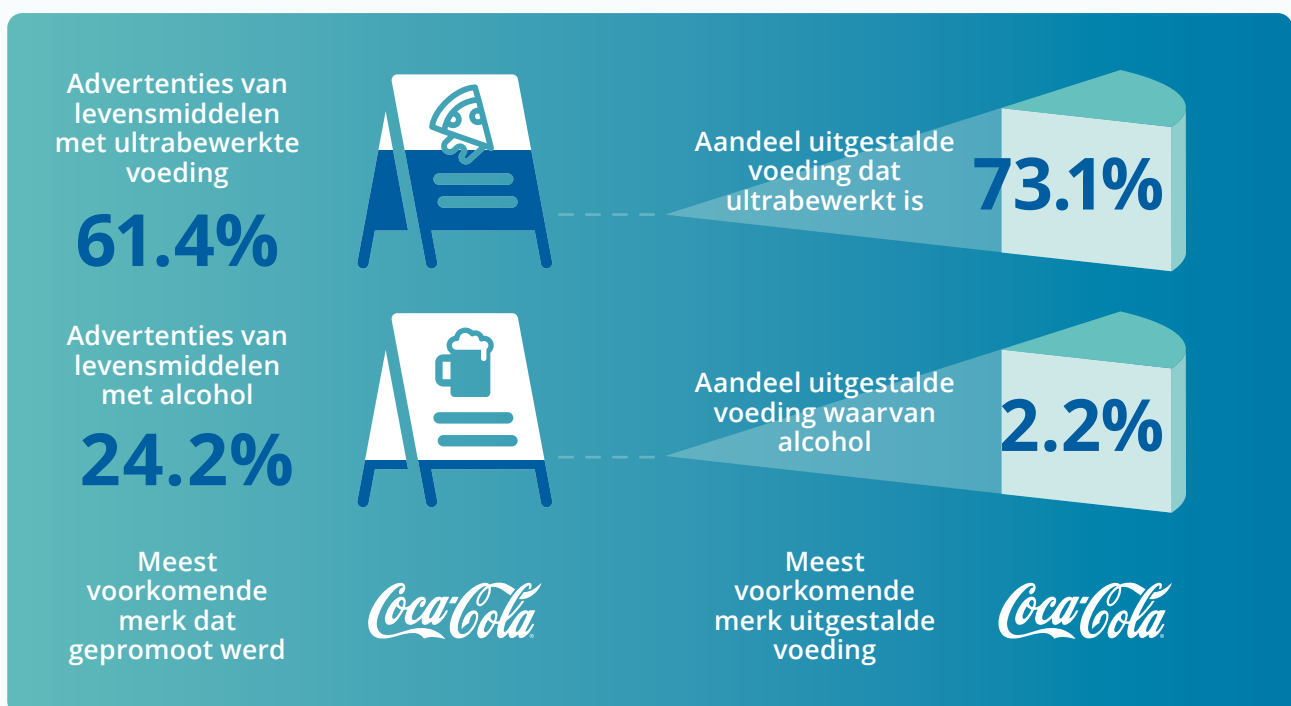 Advertenties van
levensmiddelen
met ultrabewerkte
voeding
61.4%
Aandeel uitgestalde
voeding dat
ultrabewerkt is
73.1%
Advertenties van
levensmiddelen
met alcohol
24.2%
Aandeel uitgestalde
voeding waarvan
alcohol
2.2%
Meest
voorkomende
merk dat
gepromoot werd
Coca-Cola
Meest
voorkomende
merk uitgestalde
voeding
Coca-Cola